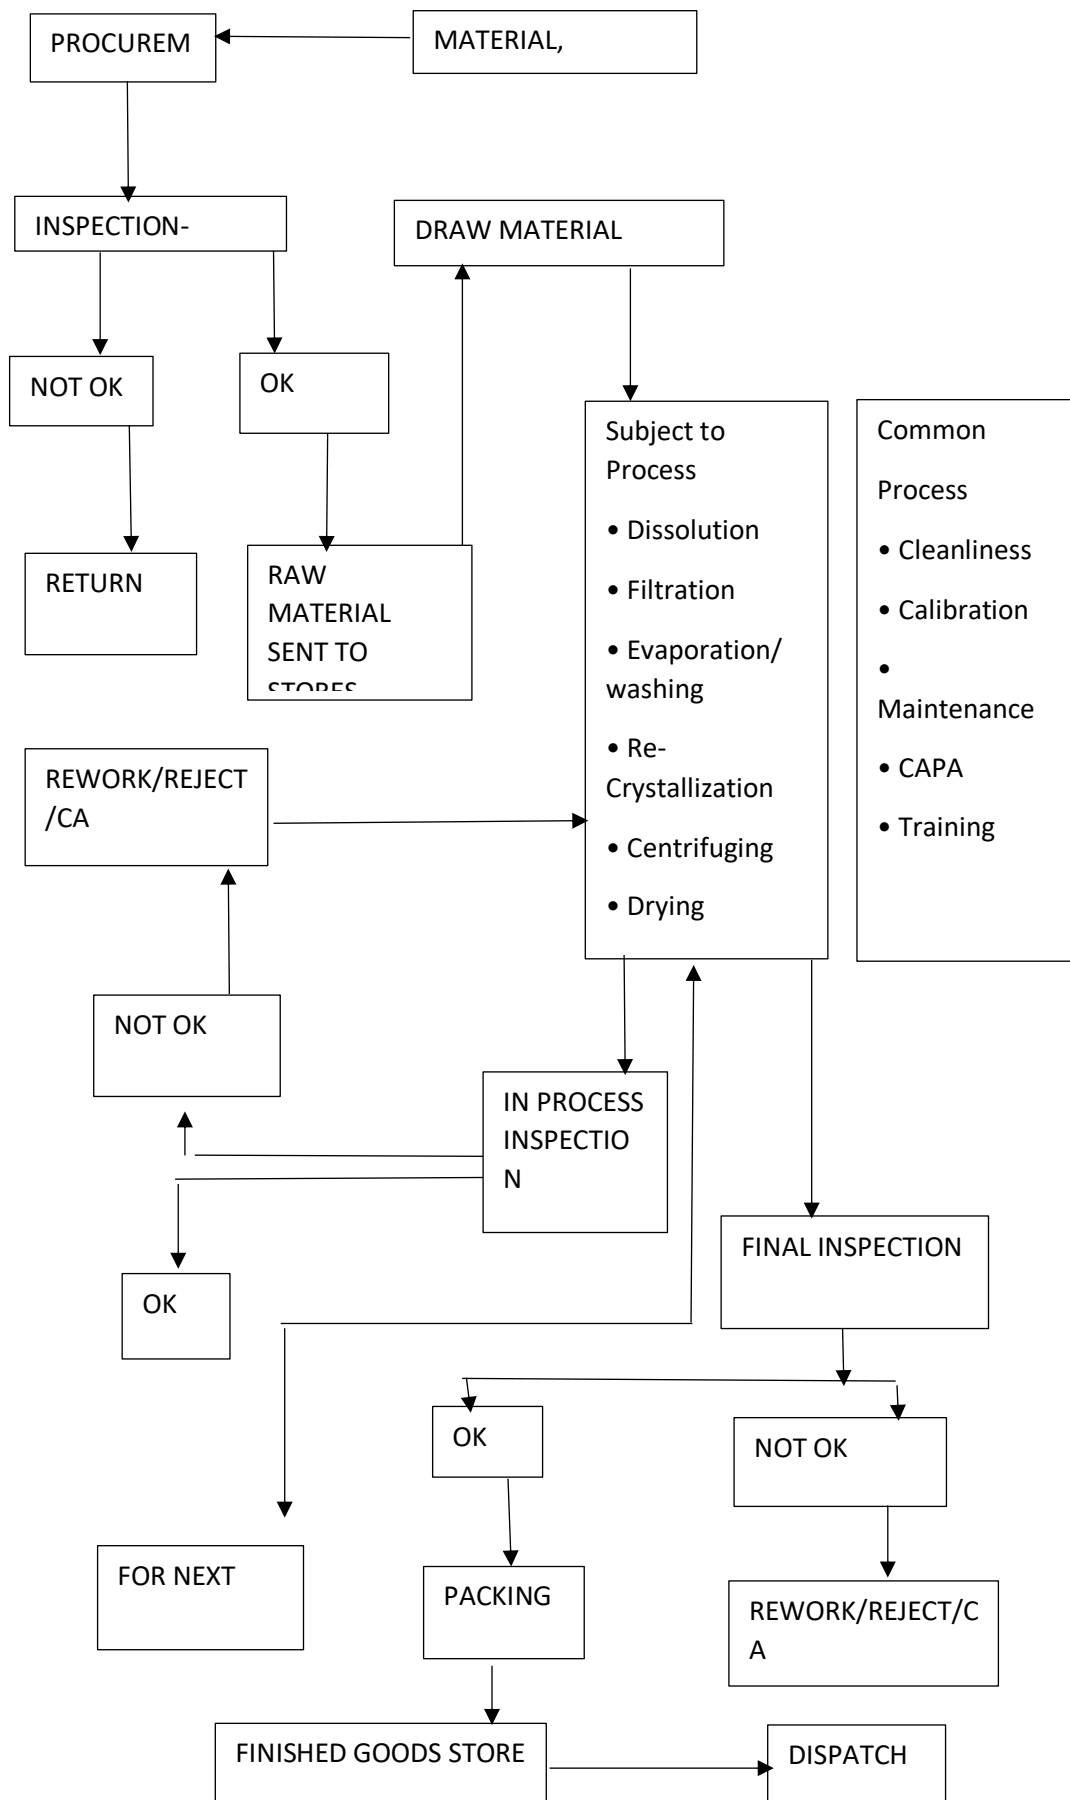 PROCUREM
MATERIAL,
INSPECTION-
DRAW MATERIAL
NOT OK
OK
RETURN
RAW
MATERIAL
SENT TO
STORES
Subject to
Process
• Dissolution
• Filtration
• Evaporation/
washing
• Re-
Crystallization
• Centrifuging
• Drying
Common
Process
• Cleanliness
• Calibration
•
Maintenance
• CAPA
• Training
REWORK/REJECT
/CA
NOT OK
IN PROCESS
INSPECTIO
N
OK
FINAL INSPECTION
OK
NOT OK
FOR NEXT
PACKING
REWORK/REJECT/C
A
FINISHED GOODS STORE
DISPATCH